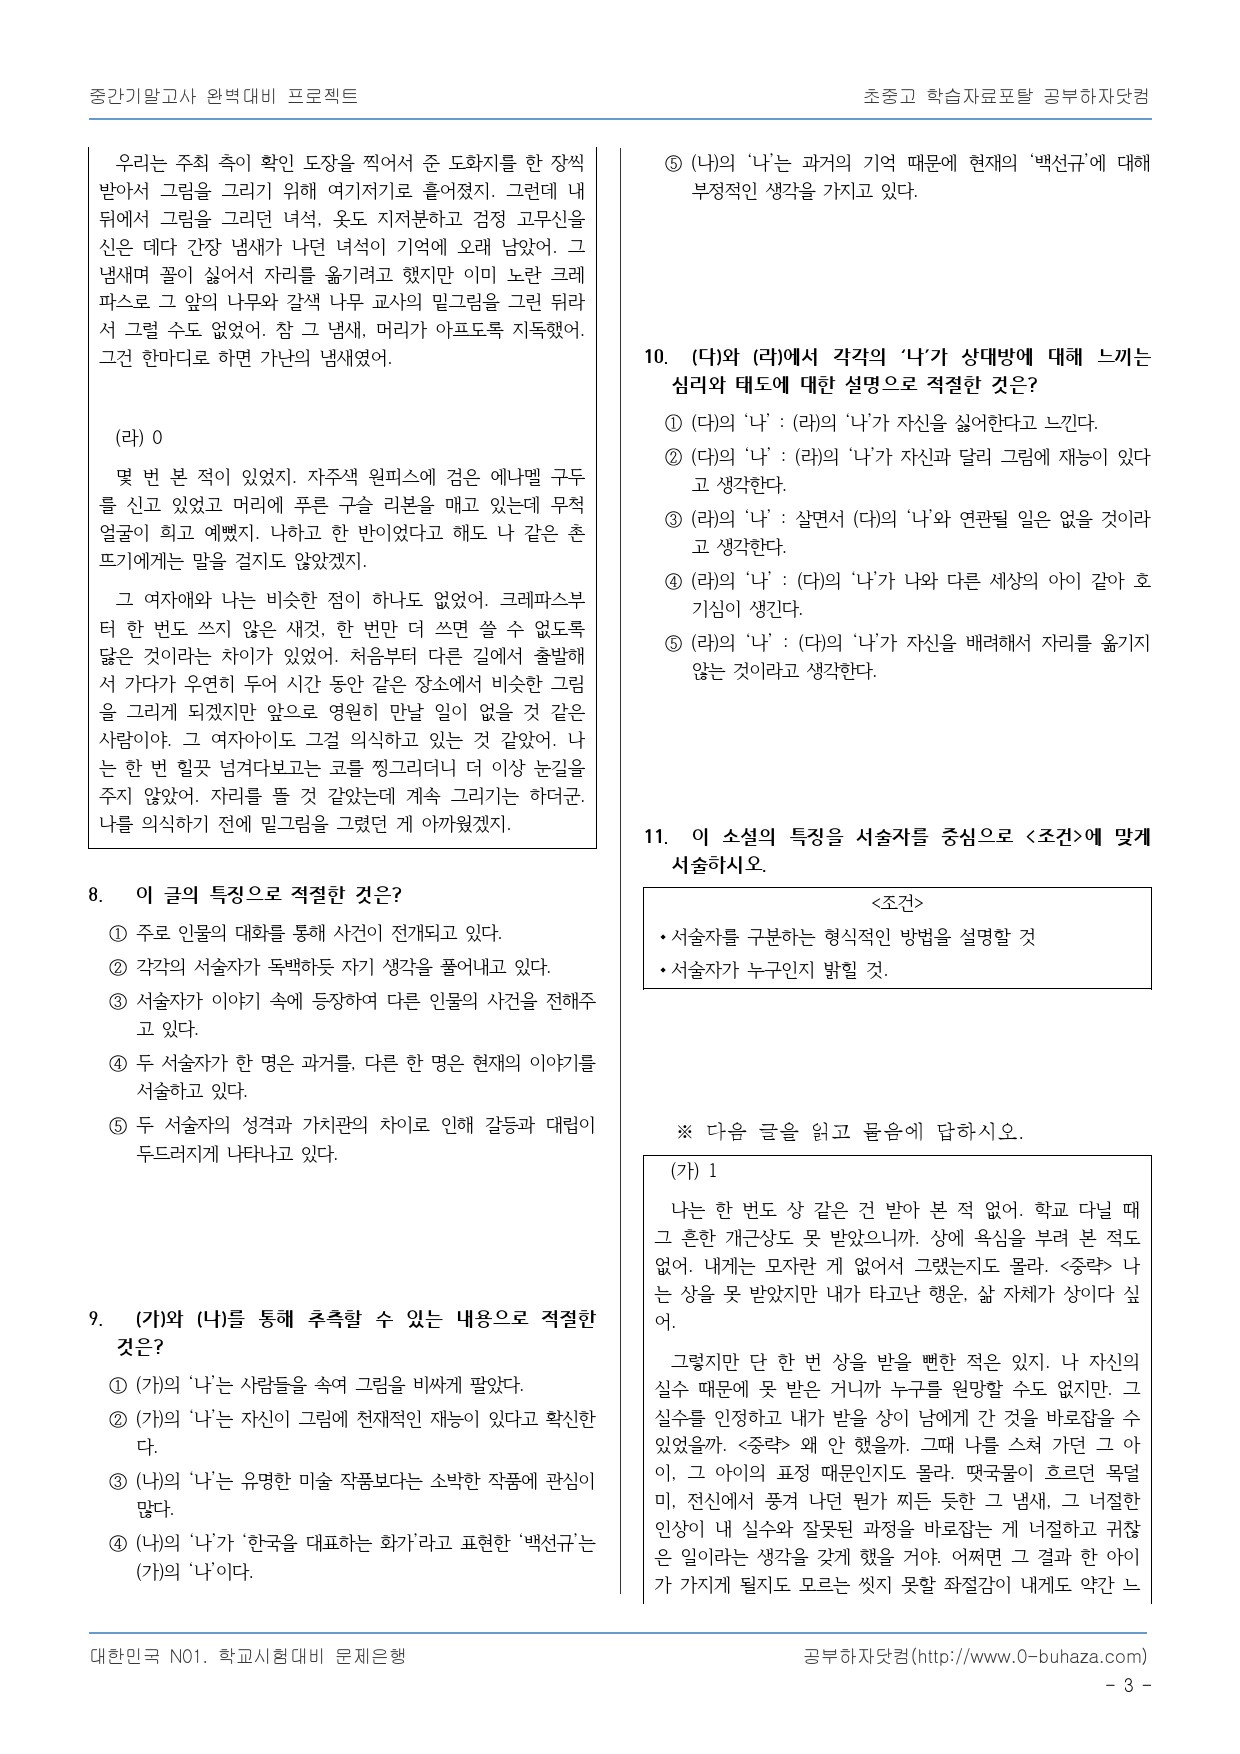 중간기말고사 완벽대비 프로젝트
초중고 학습자료포탈 공부하자닷컴
우리는 주최 측이 확인 도장을 찍어서 준 도화지를 한 장씩
받아서 그림을 그리기 위해 여기저기로 흩어졌지. 그런데 내
뒤에서 그림을 그리던 녀석, 옷도 지저분하고 검정 고무신을
신은 데다 간장 냄새가 나던 녀석이 기억에 오래 남았어. 그
냄새며 꼴이 싫어서 자리를 옮기려고 했지만 이미 노란 크레
파스로 그 앞의 나무와 갈색 나무 교사의 밑그림을 그린 뒤라
서 그럴 수도 없었어. 참 그 냄새, 머리가 아프도록 지독했어.
그건 한마디로 하면 가난의 냄새였어.
(라) 0
몇 번 본 적이 있었지. 자주색 원피스에 검은 에나멜 구두
를 신고 있었고 머리에 푸른 구슬 리본을 매고 있는데 무척
얼굴이 희고 예뻤지. 나하고 한 반이었다고 해도 나 같은 촌
뜨기에게는 말을 걸지도 않았겠지.
그 여자애와 나는 비슷한 점이 하나도 없었어. 크레파스부
터 한 번도 쓰지 않은 새것, 한 번만 더 쓰면 쓸 수 없도록
닳은 것이라는 차이가 있었어. 처음부터 다른 길에서 출발해
서 가다가 우연히 두어 시간 동안 같은 장소에서 비슷한 그림
을 그리게 되겠지만 앞으로 영원히 만날 일이 없을 것 같은
사람이야. 그 여자아이도 그걸 의식하고 있는 것 같았어. 나
는 한 번 힐끗 넘겨다보고는 코를 찡그리더니 더 이상 눈길을
주지 않았어. 자리를 뜰 것 같았는데 계속 그리기는 하더군.
나를 의식하기 전에 밑그림을 그렸던 게 아까웠겠지.
8. 이 글의 특징으로 적절한 것은?
① 주로 인물의 대화를 통해 사건이 전개되고 있다.
② 각각의 서술자가 독백하듯 자기 생각을 풀어내고 있다.
③ 서술자가 이야기 속에 등장하여 다른 인물의 사건을 전해주
고 있다.
④ 두 서술자가 한 명은 과거를, 다른 한 명은 현재의 이야기를
서술하고 있다.
⑤ 두 서술자의 성격과 가치관의 차이로 인해 갈등과 대립이
두드러지게 나타나고 있다.
9. (가)와 (나)를 통해 추측할 수 있는 내용으로 적절한
것은?
① (가)의 ‘나’는 사람들을 속여 그림을 비싸게 팔았다.
② (가)의 ‘나’는 자신이 그림에 천재적인 재능이 있다고 확신한
다.
③ (나)의 ‘나’는 유명한 미술 작품보다는 소박한 작품에 관심이
많다.
④ (나)의 ‘나’가 ‘한국을 대표하는 화가’라고 표현한 ‘백선규’는
(가)의 ‘나’이다.
⑤ (나)의 ‘나’는 과거의 기억 때문에 현재의 ‘백선규’에 대해
부정적인 생각을 가지고 있다.
10. (다)와 (라)에서 각각의 ‘나’가 상대방에 대해 느끼는
심리와 태도에 대한 설명으로 적절한 것은?
① (다)의 ‘나’ : (라)의 ‘나’가 자신을 싫어한다고 느낀다.
② (다)의 ‘나’ : (라)의 ‘나’가 자신과 달리 그림에 재능이 있다
고 생각한다.
③ (라)의 ‘나’ : 살면서 (다)의 ‘나’와 연관될 일은 없을 것이라
고 생각한다.
④ (라)의 ‘나’ : (다)의 ‘나’가 나와 다른 세상의 아이 같아 호
기심이 생긴다.
⑤ (라)의 ‘나’ : (다)의 ‘나’가 자신을 배려해서 자리를 옮기지
않는 것이라고 생각한다.
11. 이 소설의 특징을 서술자를 중심으로 <조건>에 맞게
서술하시오.
<조건>
• 서술자를 구분하는 형식적인 방법을 설명할 것
• 서술자가 누구인지 밝힐 것.
※ 다음 글을 읽고 물음에 답하시오.
(가) 1
나는 한 번도 상 같은 건 받아 본 적 없어. 학교 다닐 때
그 흔한 개근상도 못 받았으니까. 상에 욕심을 부려 본 적도
없어. 내게는 모자란 게 없어서 그랬는지도 몰라. <중략> 나
는 상을 못 받았지만 내가 타고난 행운, 삶 자체가 상이다 싶
어.
그렇지만 단 한 번 상을 받을 뻔한 적은 있지. 나 자신의
실수 때문에 못 받은 거니까 누구를 원망할 수도 없지만. 그
실수를 인정하고 내가 받을 상이 남에게 간 것을 바로잡을 수
있었을까. <중략> 왜 안 했을까. 그때 나를 스쳐 가던 그 아
이, 그 아이의 표정 때문인지도 몰라. 땟국물이 흐르던 목덜
미, 전신에서 풍겨 나던 뭔가 찌든 듯한 그 냄새, 그 너절한
인상이 내 실수와 잘못된 과정을 바로잡는 게 너절하고 귀찮
은 일이라는 생각을 갖게 했을 거야. 어쩌면 그 결과 한 아이
가 가지게 될지도 모르는 씻지 못할 좌절감이 내게도 약간 느
대한민국 N01. 학교시험대비 문제은행
공부하자닷컴(http://www.0-buhaza.com)
- 3 -